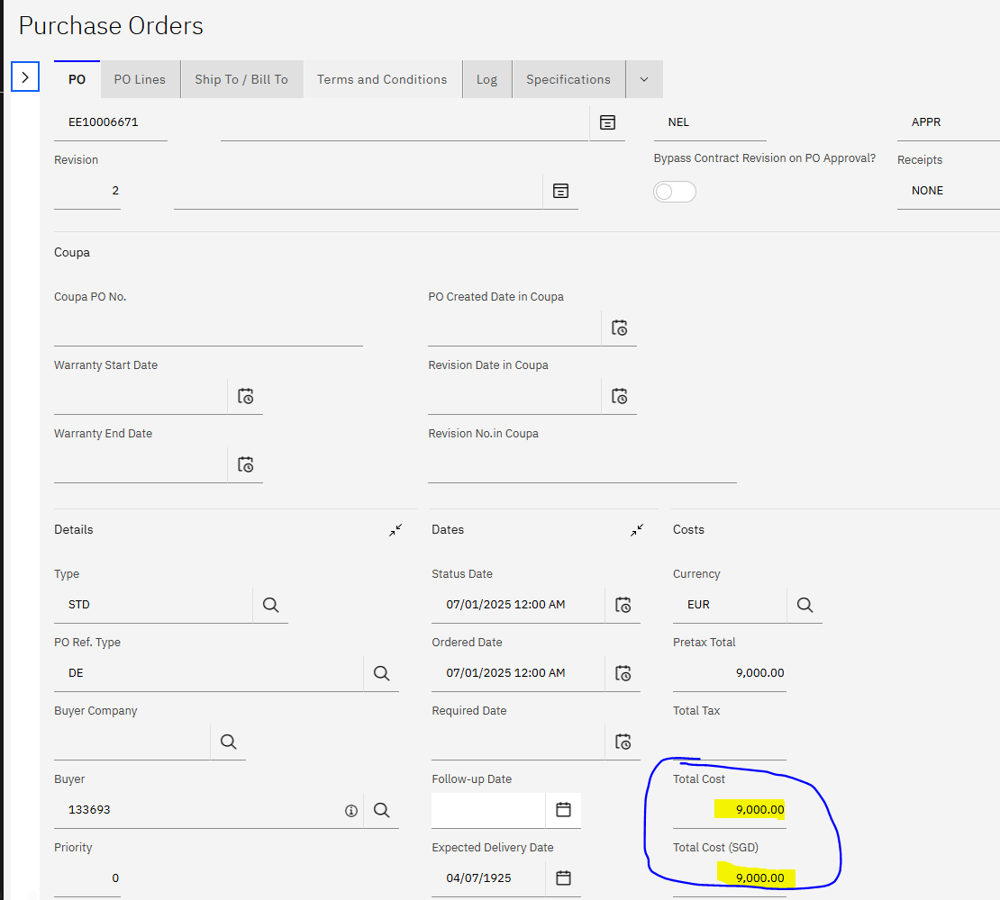 Purchase Orders
PO PO Lines Ship To / Bill To Terms and Conditions Log Specifications
EE10006671 NEL APPR
Revision Bypass Contract Revision on PO Approval? Receipts
2 NONE
Coupa
Coupa PO No. PO Created Date in Coupa
Warranty Start Date Revision Date in Coupa
Warranty End Date Revision No.in Coupa
Details Dates Costs
Type Status Date Currency
STD 07/01/2025 12:00 AM EUR
PO Ref. Type Ordered Date Pretax Total
DE 07/01/2025 12:00 AM 9,000.00
Buyer Company Required Date Total Tax
Buyer Follow-up Date Total Cost
133693 9,000.00
Priority Expected Delivery Date Total Cost (SGD)
0 04/07/1925 9,000.00